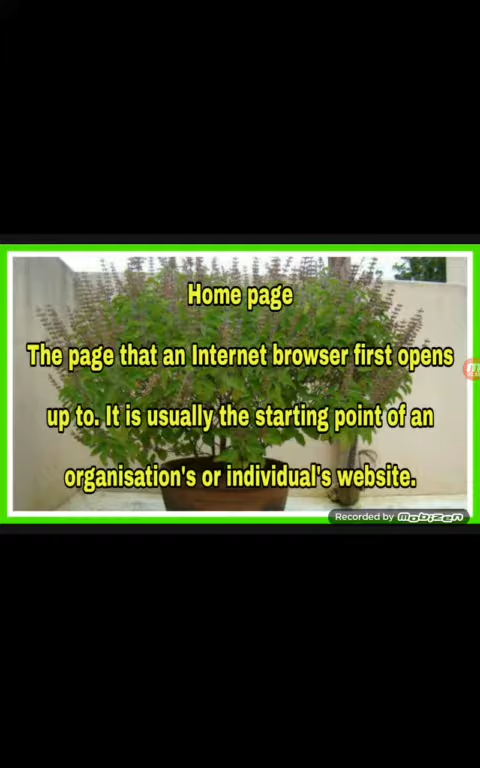 Home page
The page that an Internet browser first opens
up to. It is usually the starting point of an
organisation's or individual's website.
Recorded by mobizen